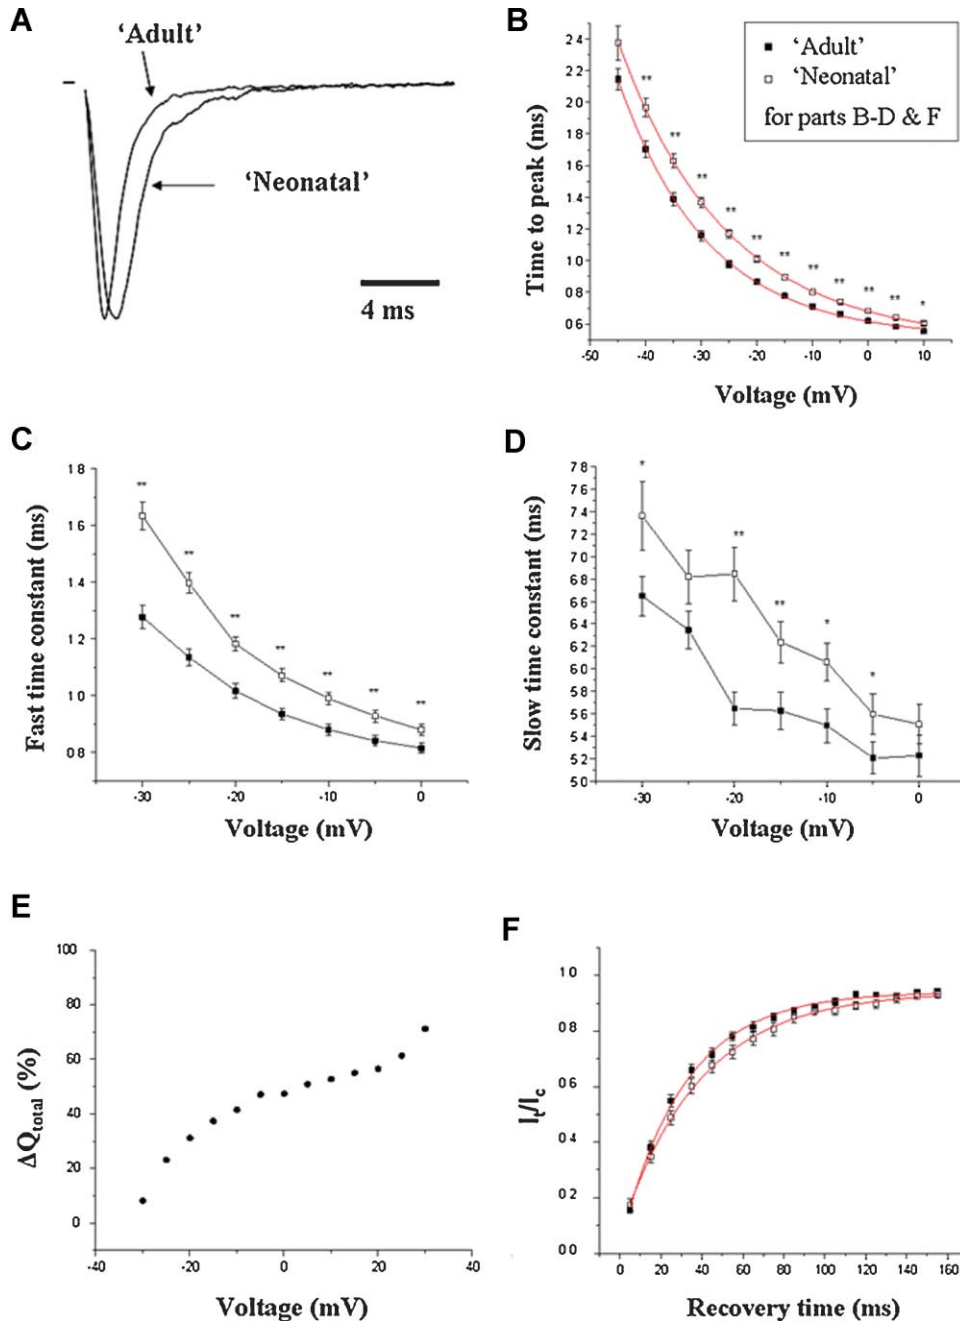 A
'Adult'
'Neonatal'
4 ms
B
'Adult'
'Neonatal'
for parts B-D & F
Time to peak (ms)
2 4
2 2
2 0
1 8
1 6
1 4
1 2
1 0
0 8
0 6
** ** ** ** ** ** ** ** ** ** *
-50 -40 -30 -20 -10 0 10
Voltage (mV)
C
Fast time constant (ms)
1 8
1 6
1 4
1 2
1 0
0 8
** ** ** ** ** ** **
-30 -20 -10 0
Voltage (mV)
D
Slow time constant (ms)
7 8
7 4
7 2
7 0
6 8
6 6
6 4
6 2
6 0
5 8
5 6
5 4
5 2
5 0
* ** ** * *
-30 -20 -10 0
Voltage (mV)
E
ΔQtotal (%)
100
80
60
40
20
0
-40 -20 0 20 40
Voltage (mV)
F
It/Ic
1 0
0 8
0 6
0 4
0 2
0 0
0 20 40 60 80 100 120 140 160
Recovery time (ms)